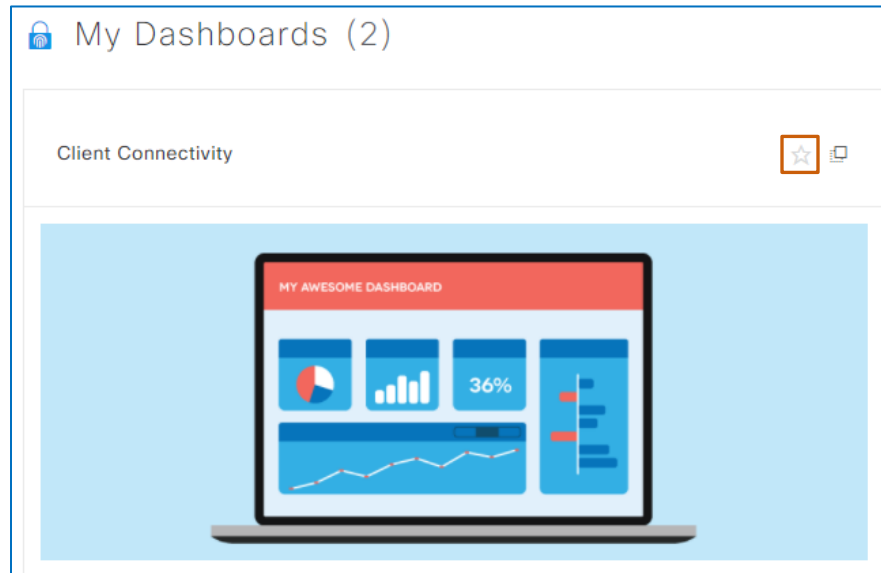 My Dashboards (2)
Client Connectivity
MY AWESOME DASHBOARD
36%